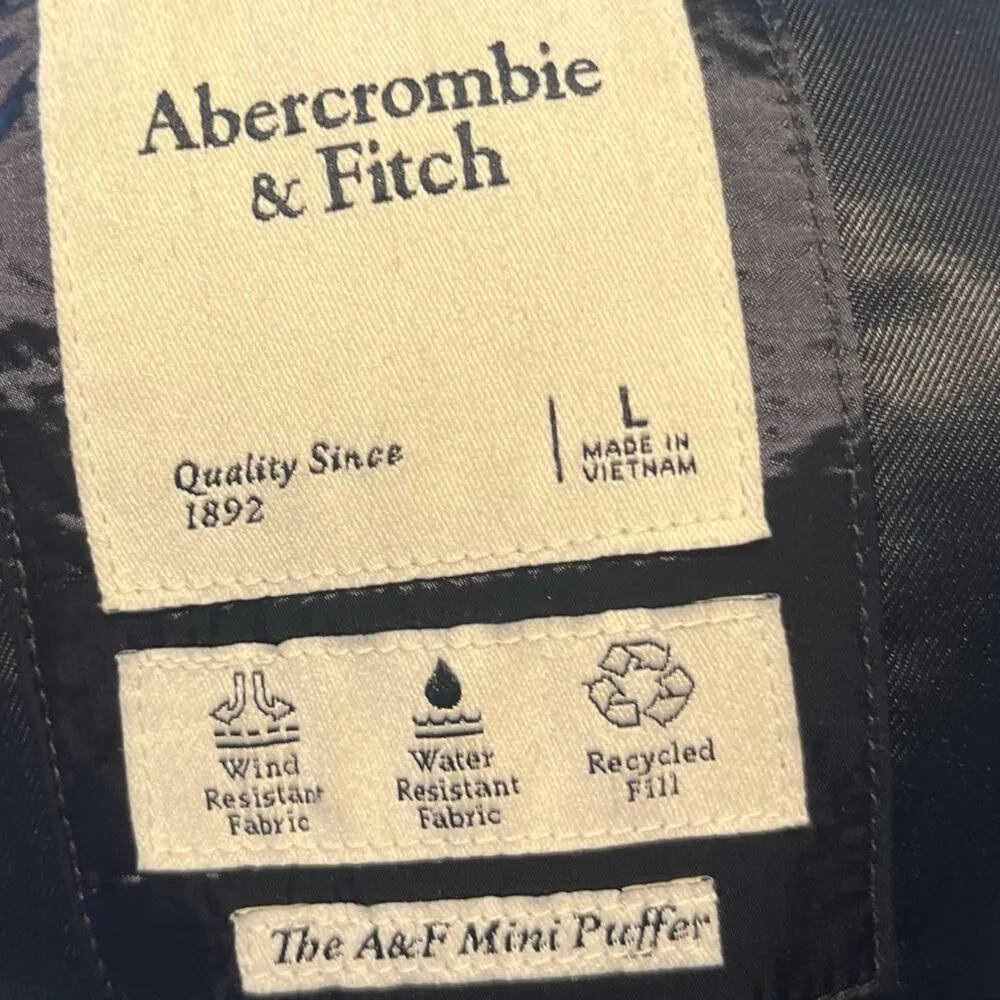 Abercrombie
& Fitch
L
MADE IN
VIETNAM
Quality Since
1892
Wind
Resistant
Fabric
Water
Resistant
Fabric
Recycled
Fill
The A&F Mini Puffer